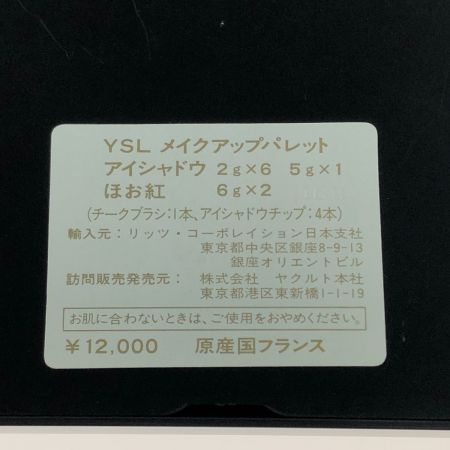 YSL メイクアップパレット
アイシャドウ 2g×6 5g×1
ほお紅 6g×2
(チークブラシ:1本、アイシャドウチップ:4本)
輸入元:リッツ・コーポレイション日本支社
東京都中央区銀座8-9-13
銀座オリエントビル
訪問販売発売元: 株式会社 ヤクルト本社
東京都港区東新橋1-1-19
お肌に合わないときは、ご使用をおやめください。
¥12,000 原産国フランス